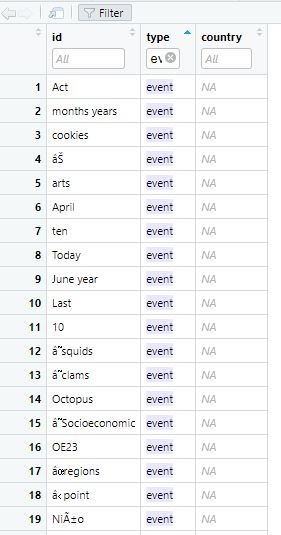 Filter
id type country
All ev All
1 Act event NA
2 months years event NA
3 cookies event NA
4 âŠ event NA
5 arts event NA
6 April event NA
7 ten event NA
8 Today event NA
9 June year event NA
10 Last event NA
11 10 event NA
12 â˜squids event NA
13 â˜clams event NA
14 Octopus event NA
15 â˜Socioeconomic event NA
16 OE23 event NA
17 âœregions event NA
18 â‹ point event NA
19 NiÃ±o event NA